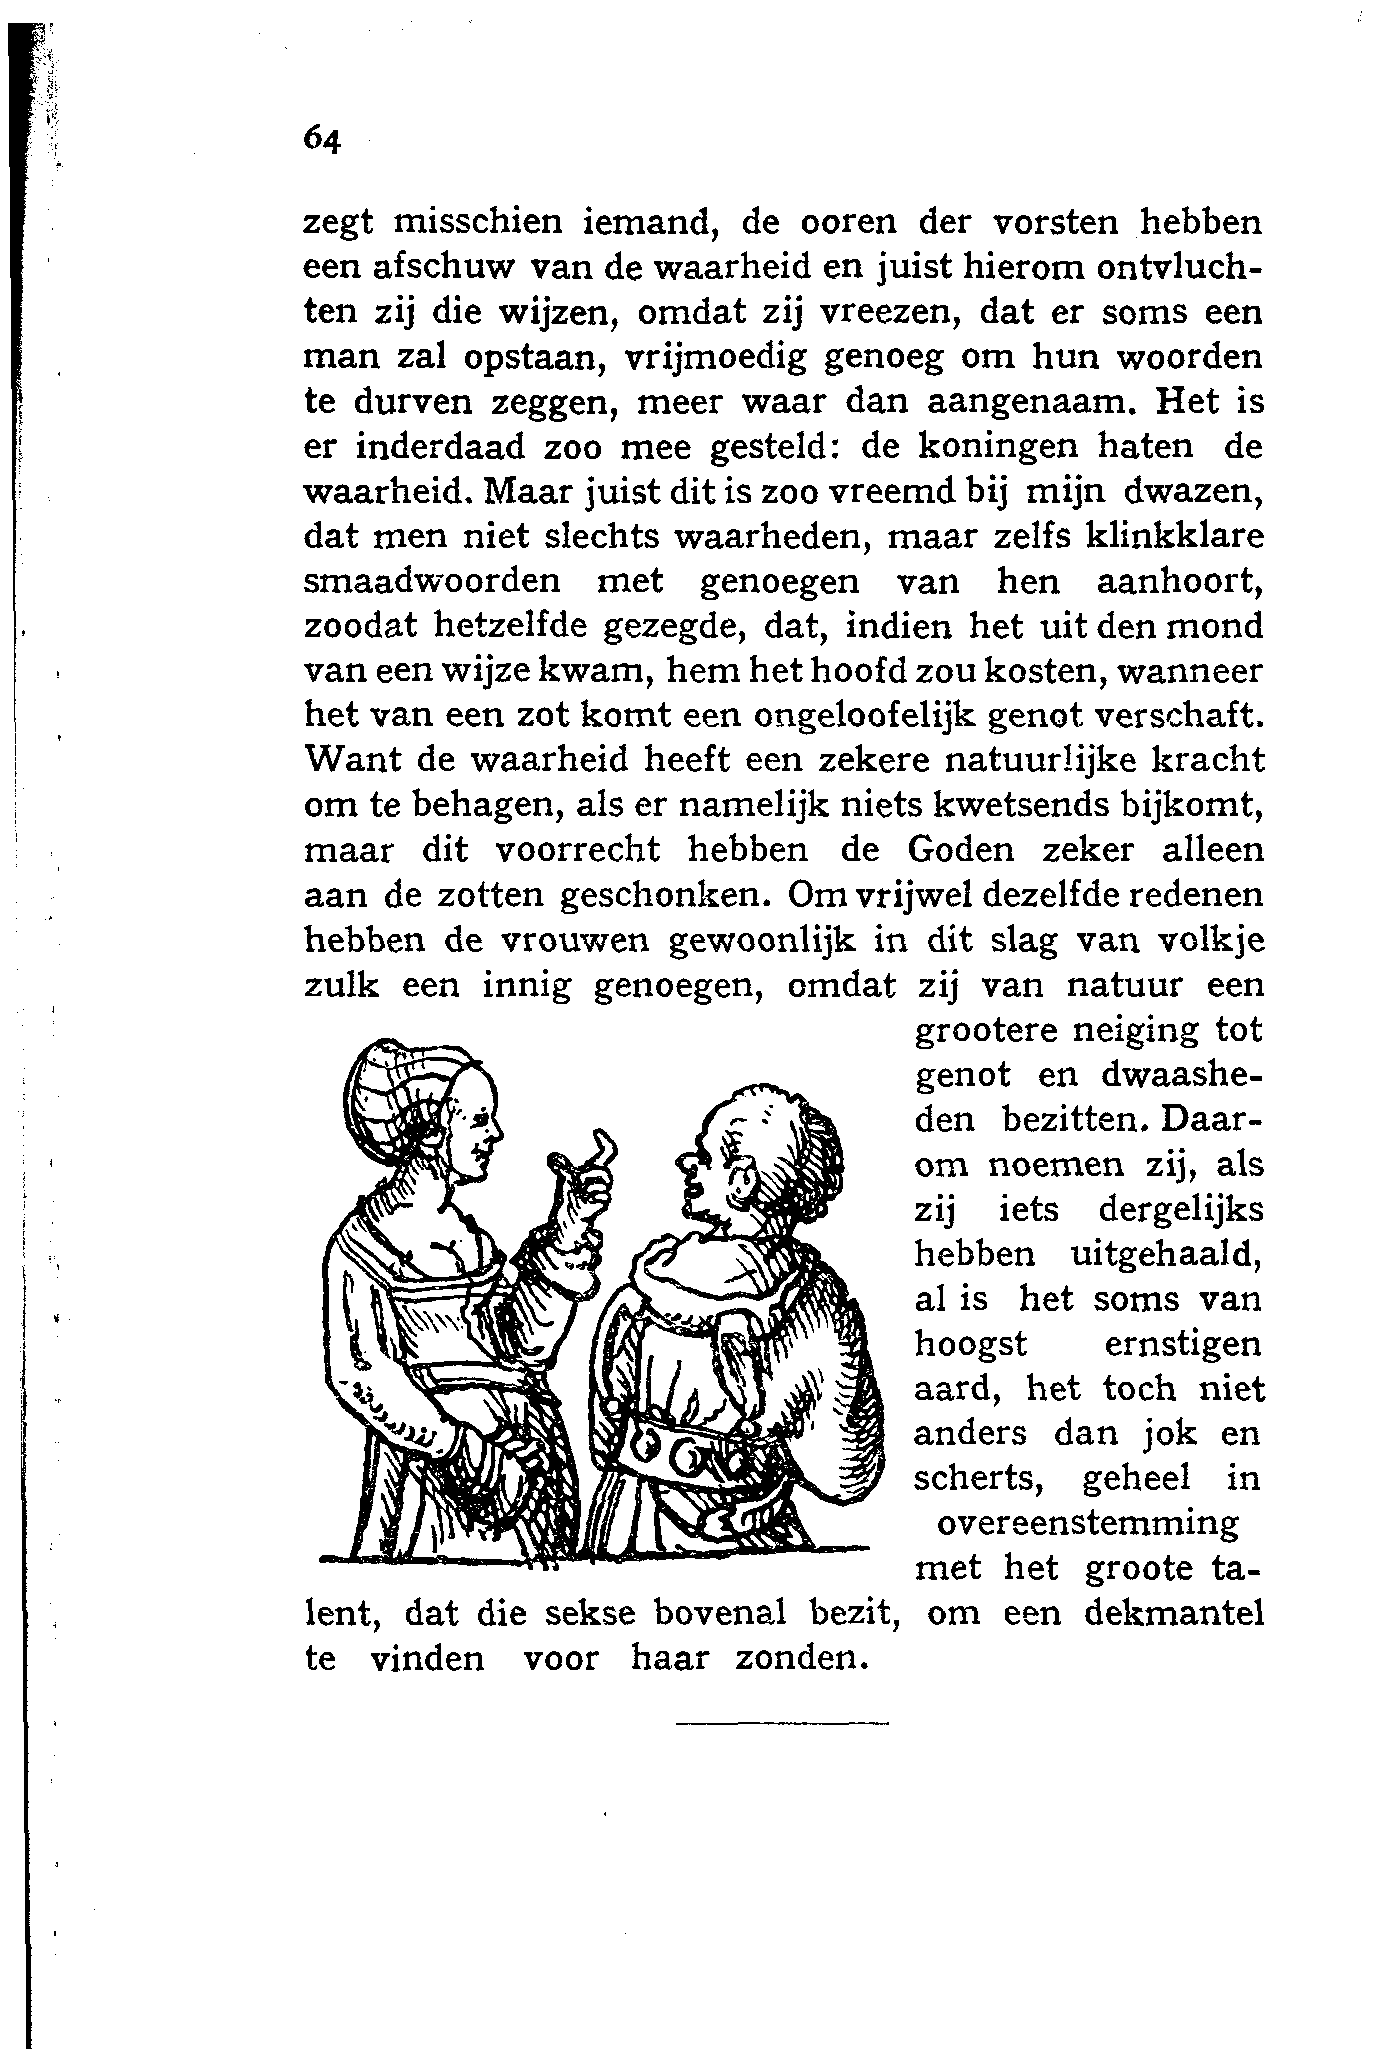 64
zegt misschien iemand, de ooren der vorsten hebben
een afschuw van de waarheid en juist hierom ontvluch-
ten zij die wijzen, omdat zij vreezen, dat er soms een
man zal opstaan, vrijmoedig genoeg om hun woorden
te durven zeggen, meer waar dan aangenaam. Het is
er inderdaad zoo mee gesteld: de koningen haten de
waarheid. Maar juist dit is zoo vreemd bij mijn dwazen,
dat men niet slechts waarheden, maar zelfs klinkklare
smaadwoorden met genoegen van hen aanhoort,
zoodat hetzelfde gezegde, dat, indien het uit den mond
van een wijze kwam, hem het hoofd zou kosten, wanneer
het van een zot komt een ongeloofelijk genot verschaft.
Want de waarheid heeft een zekere natuurlijke kracht
om te behagen, als er namelijk niets kwetsends bijkomt,
maar dit voorrecht hebben de Goden zeker alleen
aan de zotten geschonken. Om vrijwel dezelfde redenen
hebben de vrouwen gewoonlijk in dit slag van volkje
zulk een innig genoegen, omdat zij van natuur een
grootere neiging tot
genot en dwaashe-
den bezitten. Daar-
om noemen zij, als
zij iets dergelijks
hebben uitgehaald,
al is het soms van
hoogst ernstigen
aard, het toch niet
anders dan jok en
scherts, geheel in
overeenstemming
met het groote ta-
lent, dat die sekse bovenal bezit, om een dekmantel
te vinden voor haar zonden.